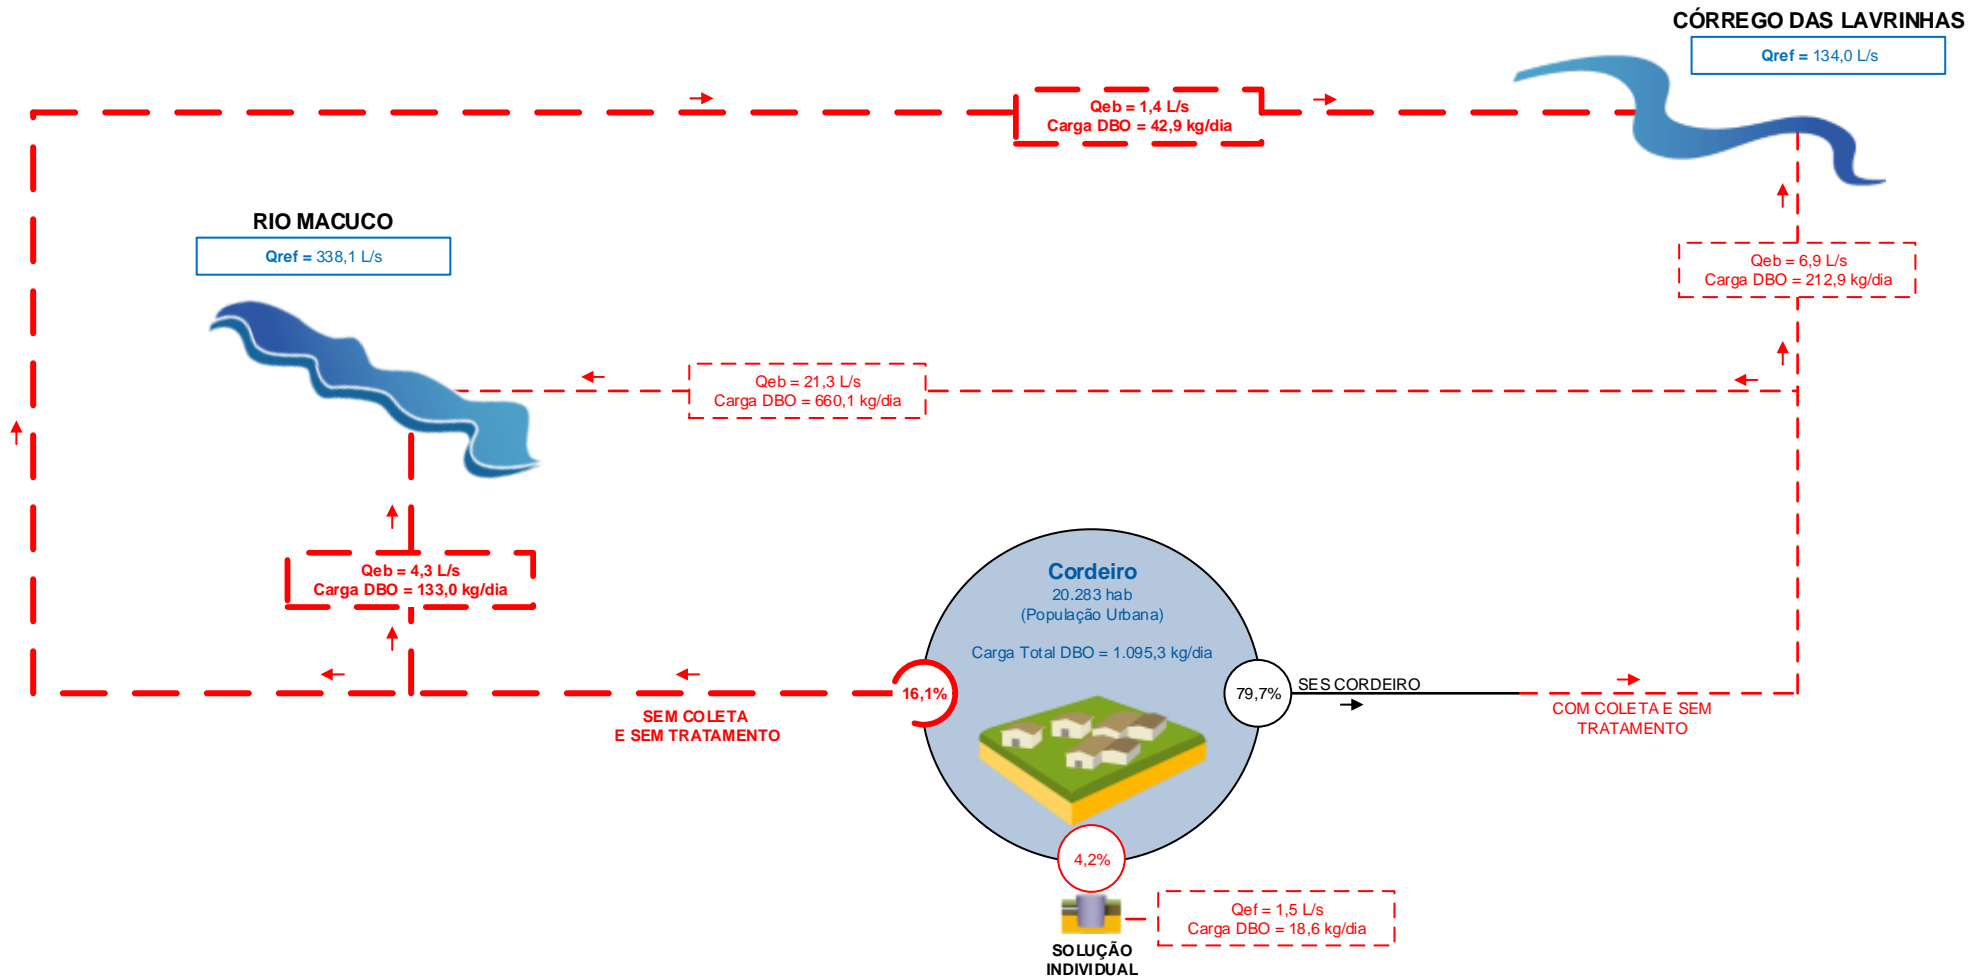 CÓRREGO DAS LAVRINHAS
Qref = 134,0 L/s
Qeb = 1,4 L/s
Carga DBO = 42,9 kg/dia
RIO MACUCO
Qref = 338,1 L/s
Qeb = 6,9 L/s
Carga DBO = 212,9 kg/dia
Qeb = 21,3 L/s
Carga DBO = 660,1 kg/dia
Qeb = 4,3 L/s
Carga DBO = 133,0 kg/dia
Cordeiro
20.283 hab
(População Urbana)
Carga Total DBO = 1.095,3 kg/dia
16,1%
79,7%
SES CORDEIRO
SEM COLETA
E SEM TRATAMENTO
COM COLETA E SEM
TRATAMENTO
4,2%
Qef = 1,5 L/s
Carga DBO = 18,6 kg/dia
SOLUÇÃO
INDIVIDUAL